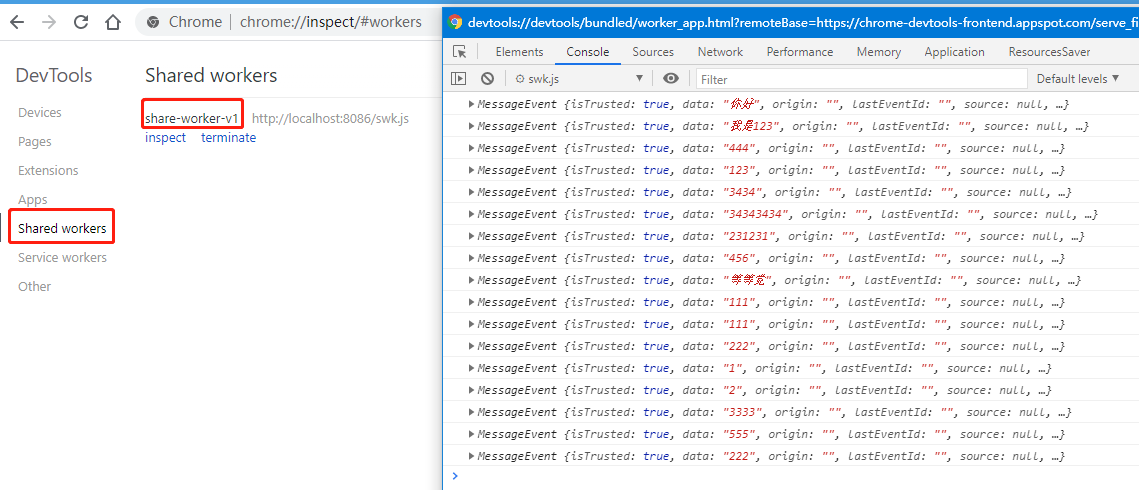 Chrome | chrome://inspect/#workers
DevTools
Devices
Pages
Extensions
Apps
Shared workers
Service workers
Other
Shared workers
share-worker-v1 http://localhost:8086/swk.js
inspect terminate
devtools://devtools/bundled/worker_app.html?remoteBase=https://chrome-devtools-frontend.appspot.com/serve_fi
Elements Console Sources Network Performance Memory Application ResourcesSaver
swk.js Filter Default levels
MessageEvent {isTrusted: true, data: "你好", origin: "", lastEventId: "", source: null, …}
MessageEvent {isTrusted: true, data: "我是123", origin: "", lastEventId: "", source: null, …}
MessageEvent {isTrusted: true, data: "444", origin: "", lastEventId: "", source: null, …}
MessageEvent {isTrusted: true, data: "123", origin: "", lastEventId: "", source: null, …}
MessageEvent {isTrusted: true, data: "3434", origin: "", lastEventId: "", source: null, …}
MessageEvent {isTrusted: true, data: "34343434", origin: "", lastEventId: "", source: null, …}
MessageEvent {isTrusted: true, data: "231231", origin: "", lastEventId: "", source: null, …}
MessageEvent {isTrusted: true, data: "456", origin: "", lastEventId: "", source: null, …}
MessageEvent {isTrusted: true, data: "等等", origin: "", lastEventId: "", source: null, …}
MessageEvent {isTrusted: true, data: "111", origin: "", lastEventId: "", source: null, …}
MessageEvent {isTrusted: true, data: "111", origin: "", lastEventId: "", source: null, …}
MessageEvent {isTrusted: true, data: "222", origin: "", lastEventId: "", source: null, …}
MessageEvent {isTrusted: true, data: "1", origin: "", lastEventId: "", source: null, …}
MessageEvent {isTrusted: true, data: "2", origin: "", lastEventId: "", source: null, …}
MessageEvent {isTrusted: true, data: "3333", origin: "", lastEventId: "", source: null, …}
MessageEvent {isTrusted: true, data: "555", origin: "", lastEventId: "", source: null, …}
MessageEvent {isTrusted: true, data: "222", origin: "", lastEventId: "", source: null, …}